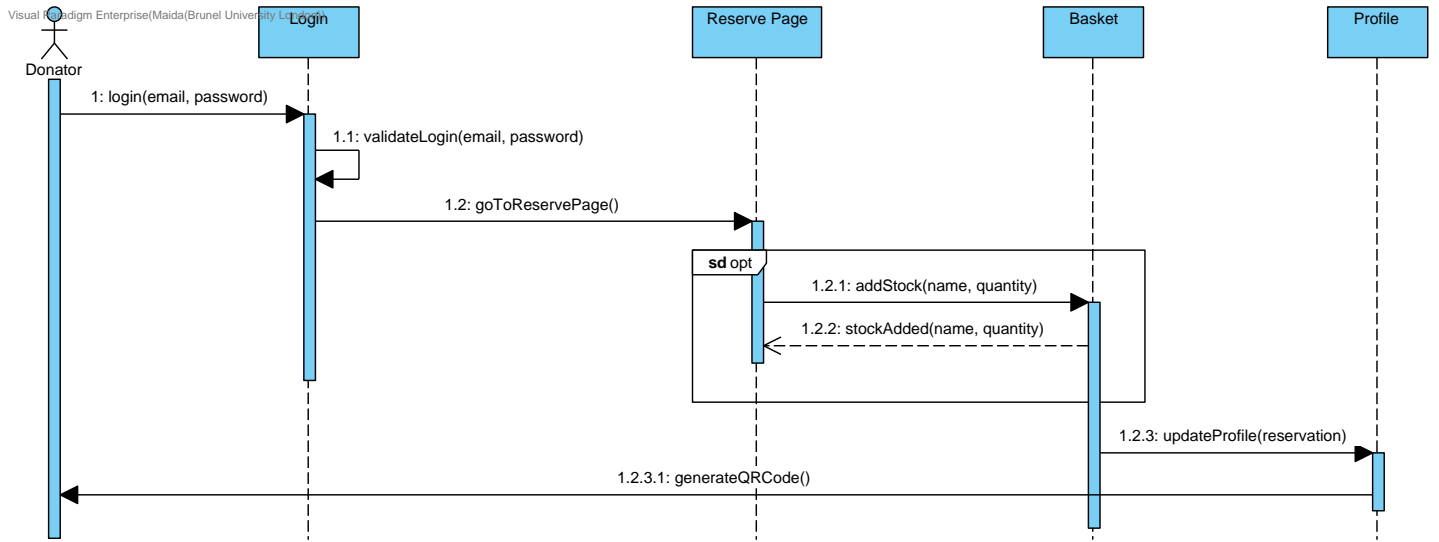 Visual Paradigm Enterprise(Maida(Brunel University London))
Donator
Login
Reserve Page
Basket
Profile
1: login(email, password)
1.1: validateLogin(email, password)
1.2: goToReservePage()
sd opt
1.2.1: addStock(name, quantity)
1.2.2: stockAdded(name, quantity)
1.2.3: updateProfile(reservation)
1.2.3.1: generateQRCode()